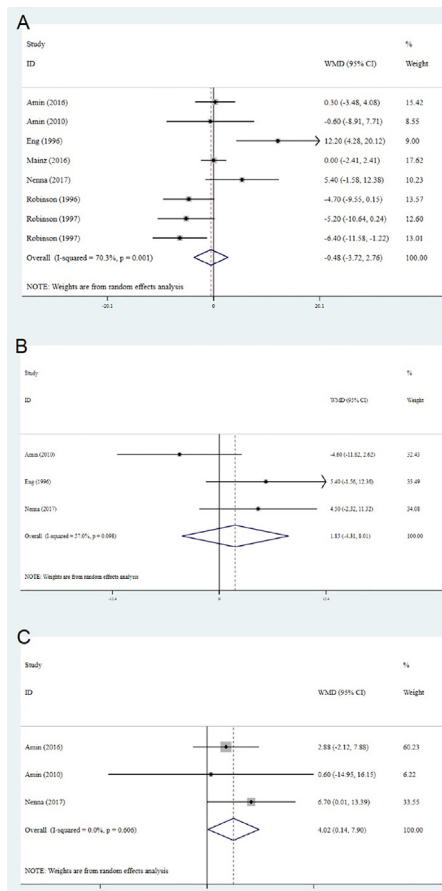 A
Study %
ID WMD (95% CI) Weight
Amin (2016) 0.30 (-3.48, 4.08) 15.42
Amin (2010) -0.60 (-8.91, 7.71) 8.55
Eng (1996) 12.20 (4.28, 20.12) 9.00
Mainz (2016) 0.00 (-2.41, 2.41) 17.62
Nenna (2017) 5.40 (-1.58, 12.38) 10.23
Robinson (1996) -4.70 (-9.55, 0.15) 13.57
Robinson (1997) -5.20 (-10.64, 0.24) 12.60
Robinson (1997) -6.40 (-11.58, -1.22) 13.01
Overall (I-squared = 70.3%, p = 0.001) -0.48 (-3.72, 2.76) 100.00
NOTE: Weights are from random effects analysis
-20.1 0 20.1
B
Study %
ID WMD (95% CI) Weight
Amin (2010) -4.60 (-11.82, 2.62) 32.43
Eng (1996) 5.40 (-1.56, 12.36) 33.49
Nenna (2017) 4.50 (-2.32, 11.32) 34.08
Overall (I-squared = 57.0%, p = 0.098) 1.85 (-4.31, 8.01) 100.00
NOTE: Weights are from random effects analysis
0
C
Study %
ID WMD (95% CI) Weight
Amin (2016) 2.88 (-2.12, 7.88) 60.23
Amin (2010) 0.60 (-14.95, 16.15) 6.22
Nenna (2017) 6.70 (0.01, 13.39) 33.55
Overall (I-squared = 0.0%, p = 0.606) 4.02 (0.14, 7.90) 100.00